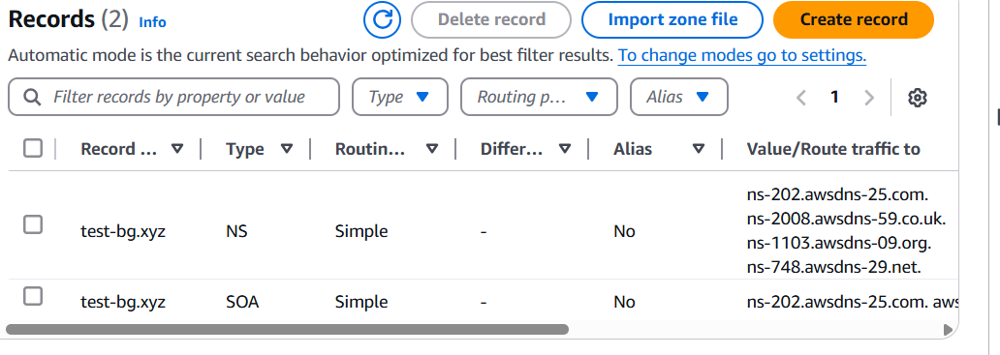 Records (2) Info
Delete record
Import zone file
Create record
Automatic mode is the current search behavior optimized for best filter results. To change modes go to settings.
Filter records by property or value
Type
Routing p...
Alias
1
Record ... Type Routin... Differ... Alias Value/Route traffic to
ns-202.awsdns-25.com.
ns-2008.awsdns-59.co.uk.
test-bg.xyz NS Simple - No
ns-1103.awsdns-09.org.
ns-748.awsdns-29.net.
test-bg.xyz SOA Simple - No ns-202.awsdns-25.com. aws